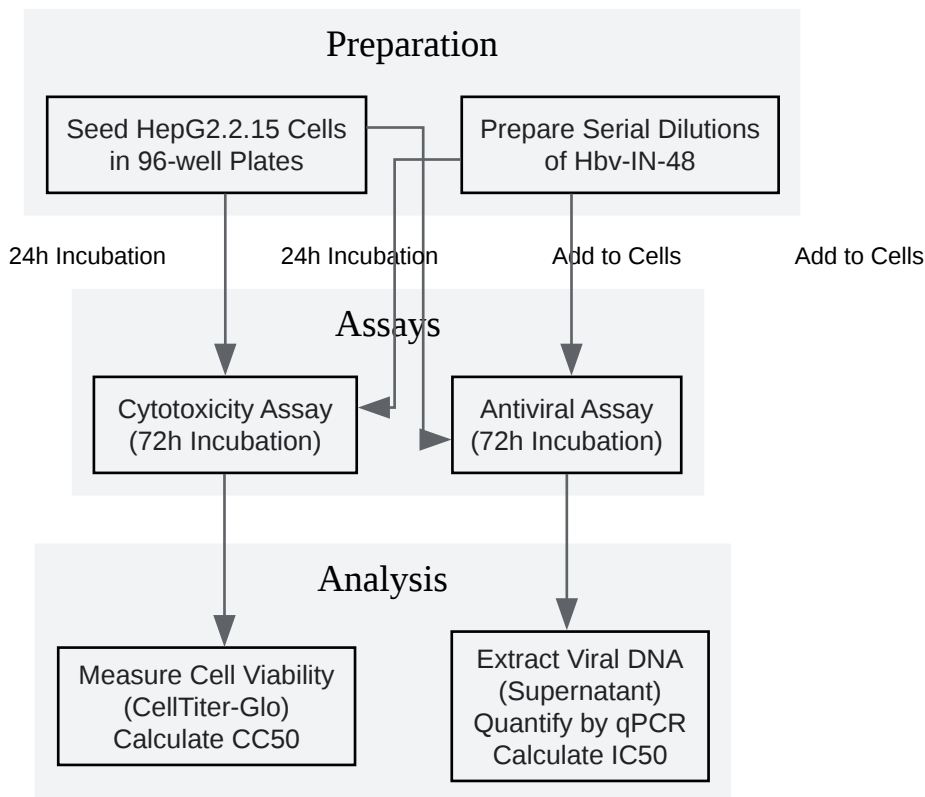 Preparation
Seed HepG2.2.15 Cells
in 96-well Plates
Prepare Serial Dilutions
of Hbv-IN-48
24h Incubation
24h Incubation
Add to Cells
Add to Cells
Assays
Cytotoxicity Assay
(72h Incubation)
Antiviral Assay
(72h Incubation)
Analysis
Measure Cell Viability
(CellTiter-Glo)
Calculate CC50
Extract Viral DNA
(Supernatant)
Quantify by qPCR
Calculate IC50